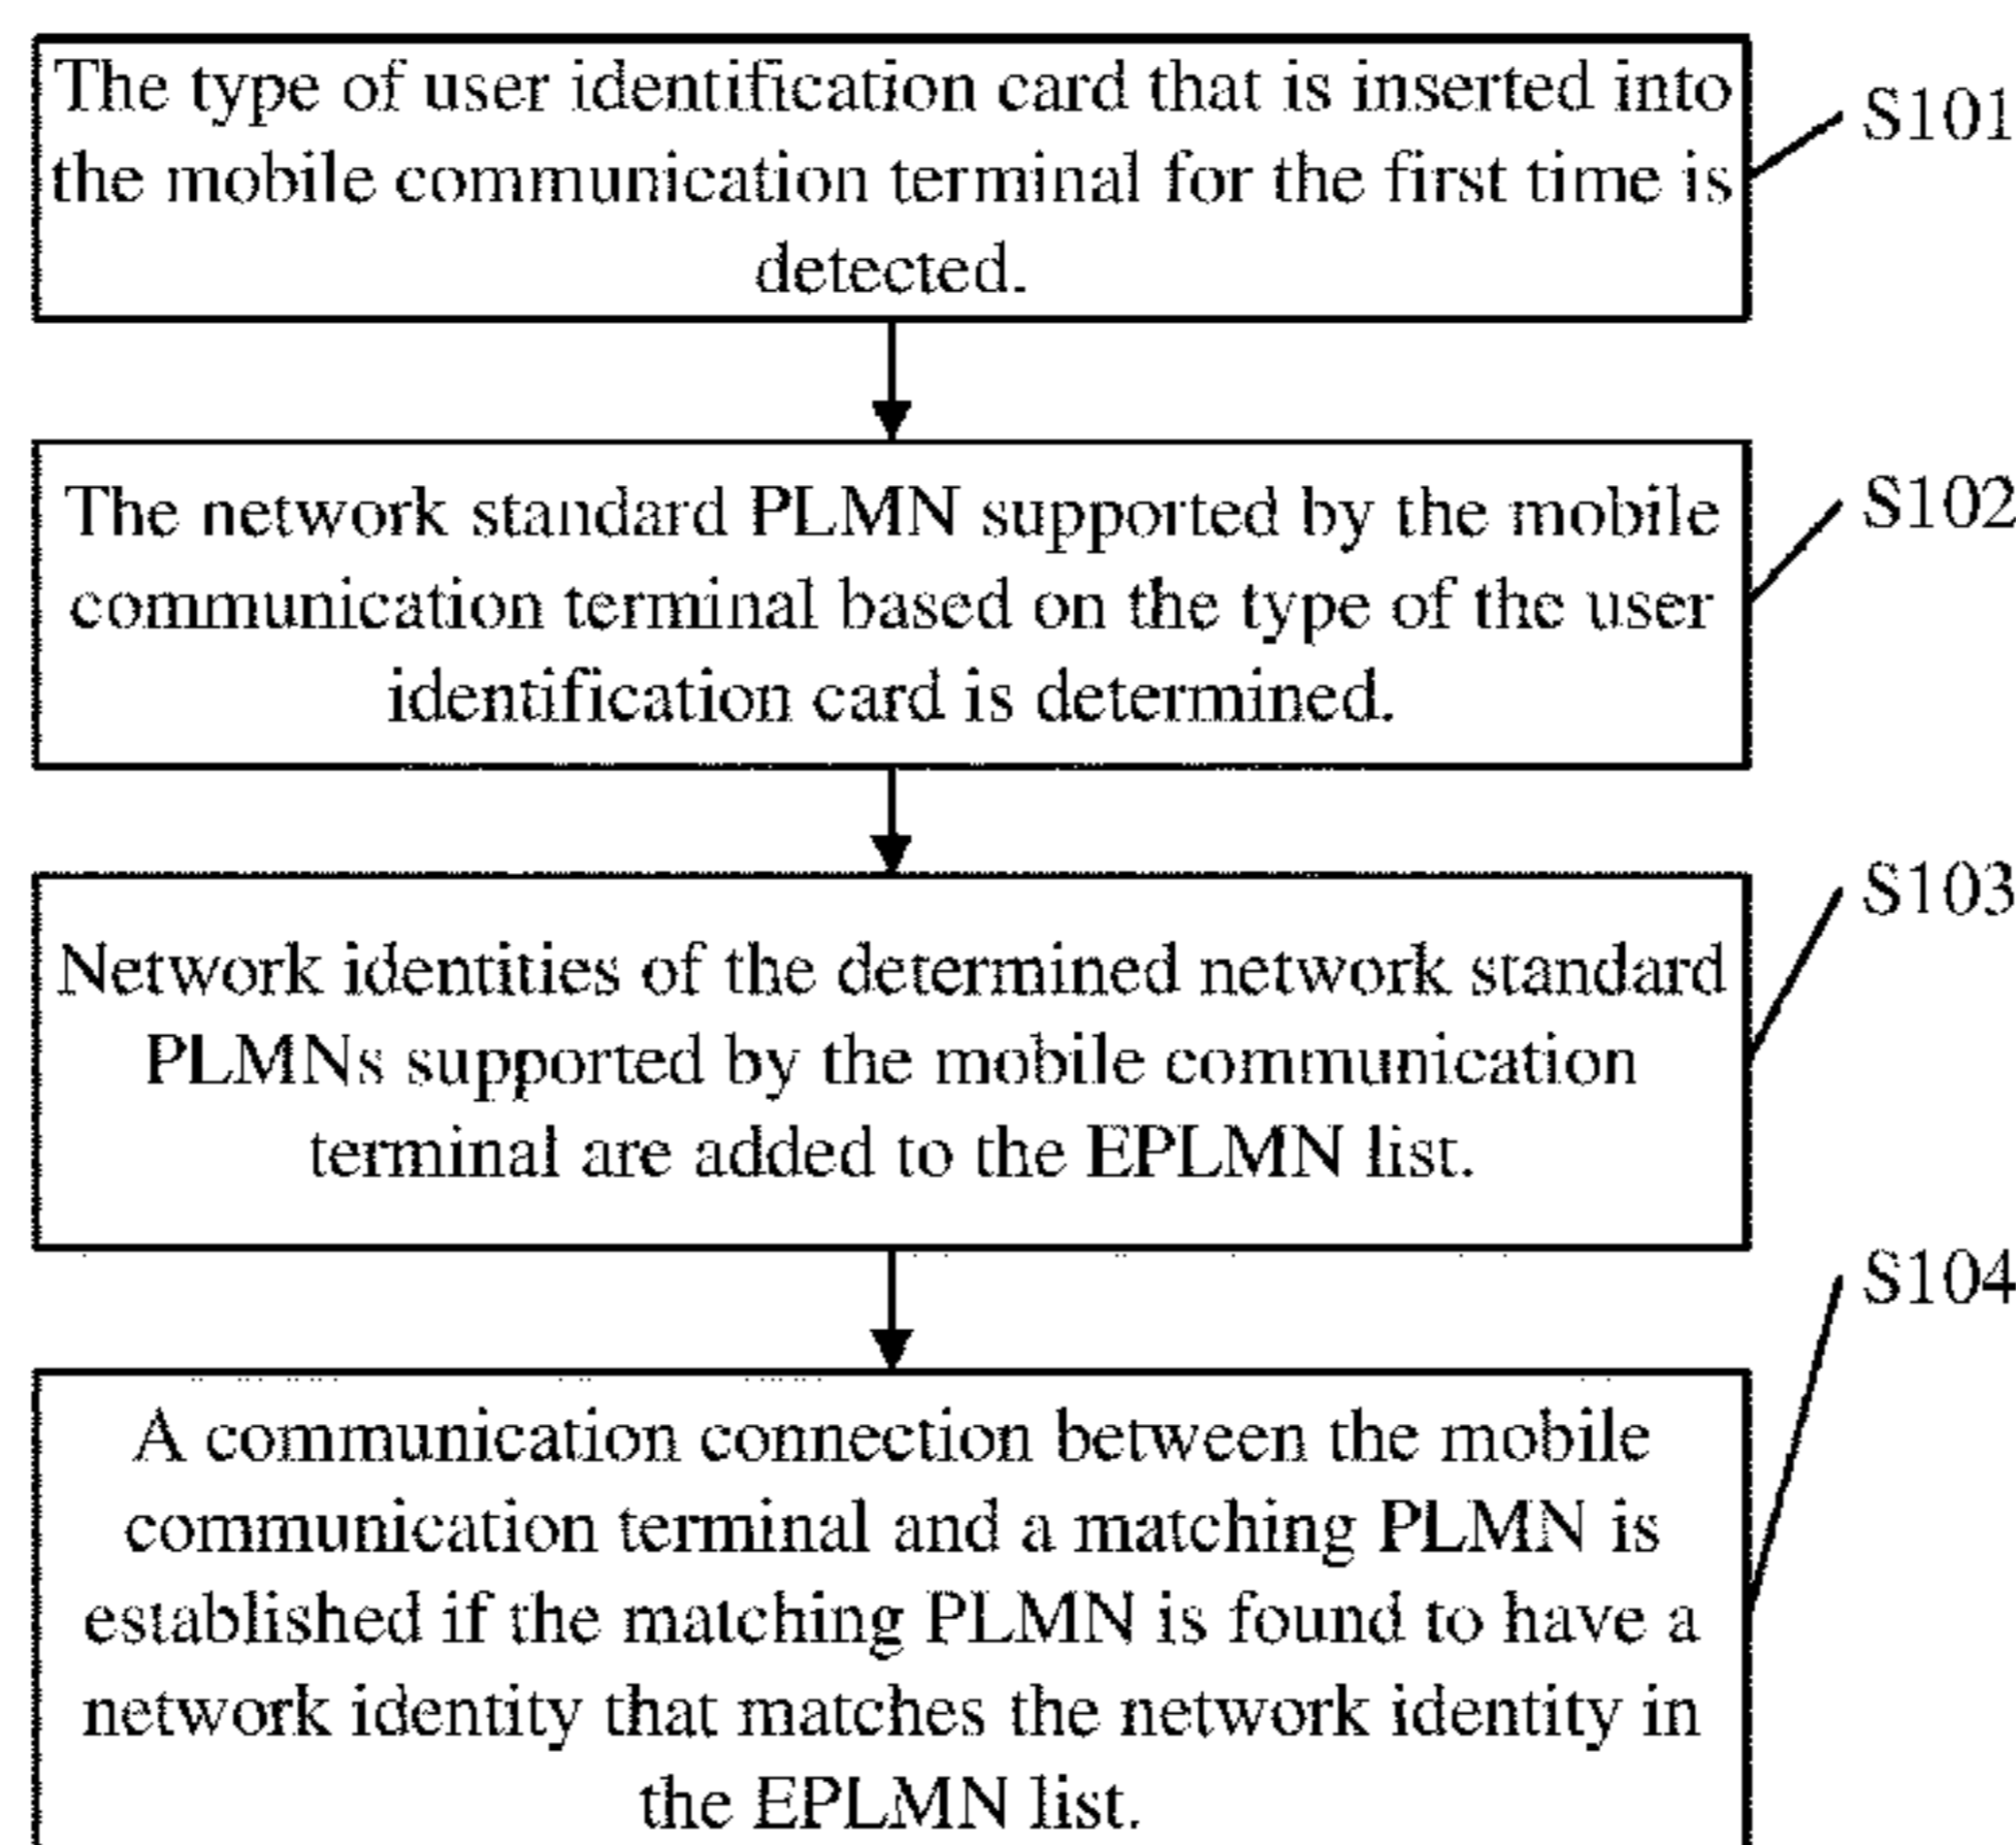 The type of user identification card that is inserted into
the mobile communication terminal for the first time is
detected.
S101
The network standard PLMN supported by the mobile
communication terminal based on the type of the user
identification card is determined.
S102
Network identities of the determined network standard
PLMNs supported by the mobile communication
terminal are added to the EPLMN list.
S103
A communication connection between the mobile
communication terminal and a matching PLMN is
established if the matching PLMN is found to have a
network identity that matches the network identity in
the EPLMN list.
S104